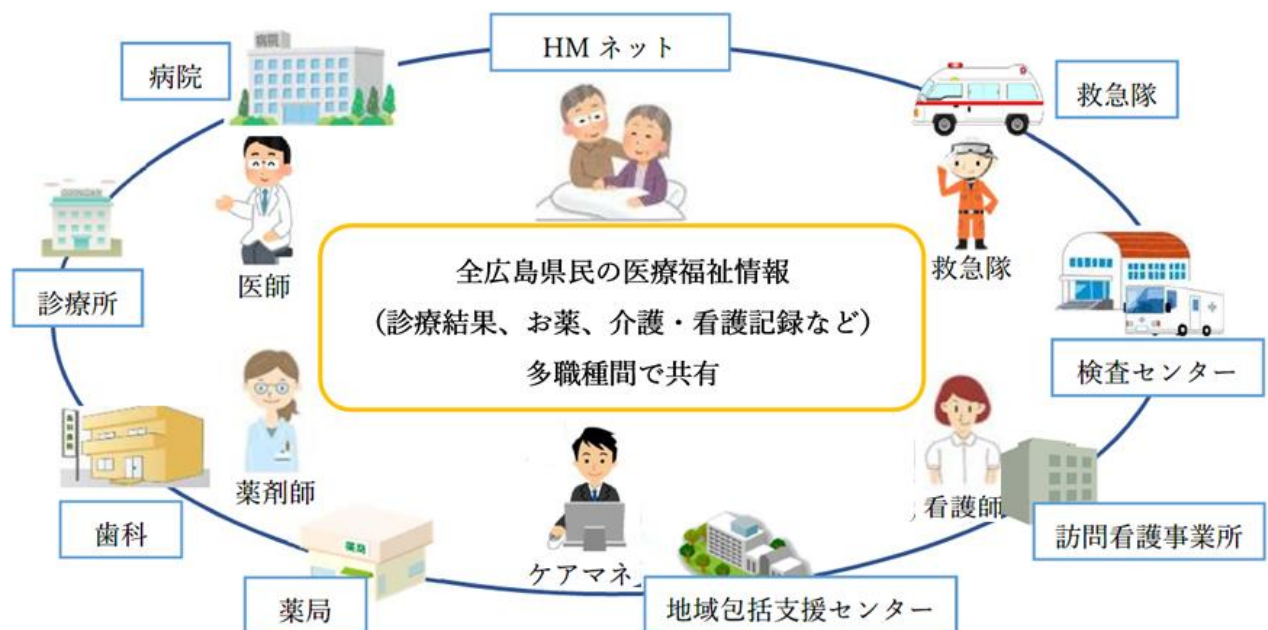 HM ネット
病院
病院
救急隊
医師
救急隊
診療所
全広島県民の医療福祉情報
（診療結果、お薬、介護・看護記録など）
多職種間で共有
検査センター
薬剤師
看護師
歯科
訪問看護事業所
薬局
ケアマネ
薬局
地域包括支援センター